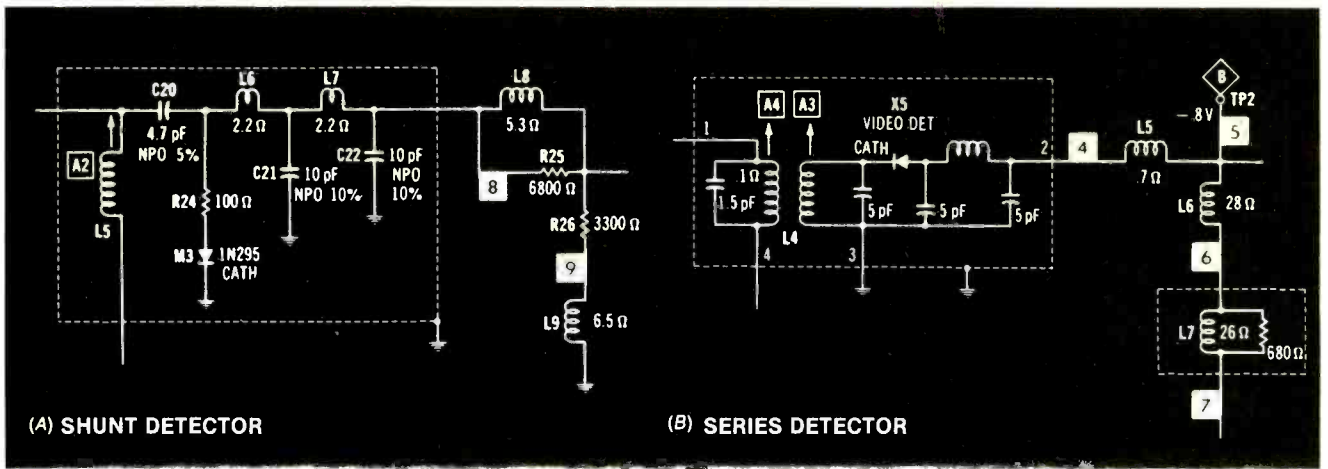 C20
4.7 pF
NPO 5%
L6
2.2 Ω
L7
2.2 Ω
A2
L5
R24
100 Ω
M3
1N295
CATH
C21
10 pF
NPO 10%
C22
10 pF
NPO
10%
L8
5.3 Ω
8
R25
6800 Ω
R26
3300 Ω
9
L9
6.5 Ω
(A) SHUNT DETECTOR
1
A4
A3
X5
VIDEO DET
CATH
1 Ω
1.5 pF
L4
5 pF
5 pF
5 pF
4
3
2
4
L5
.7 Ω
B
TP2
-.8V
5
L6
28 Ω
6
L7
26 Ω
680 Ω
7
(B) SERIES DETECTOR